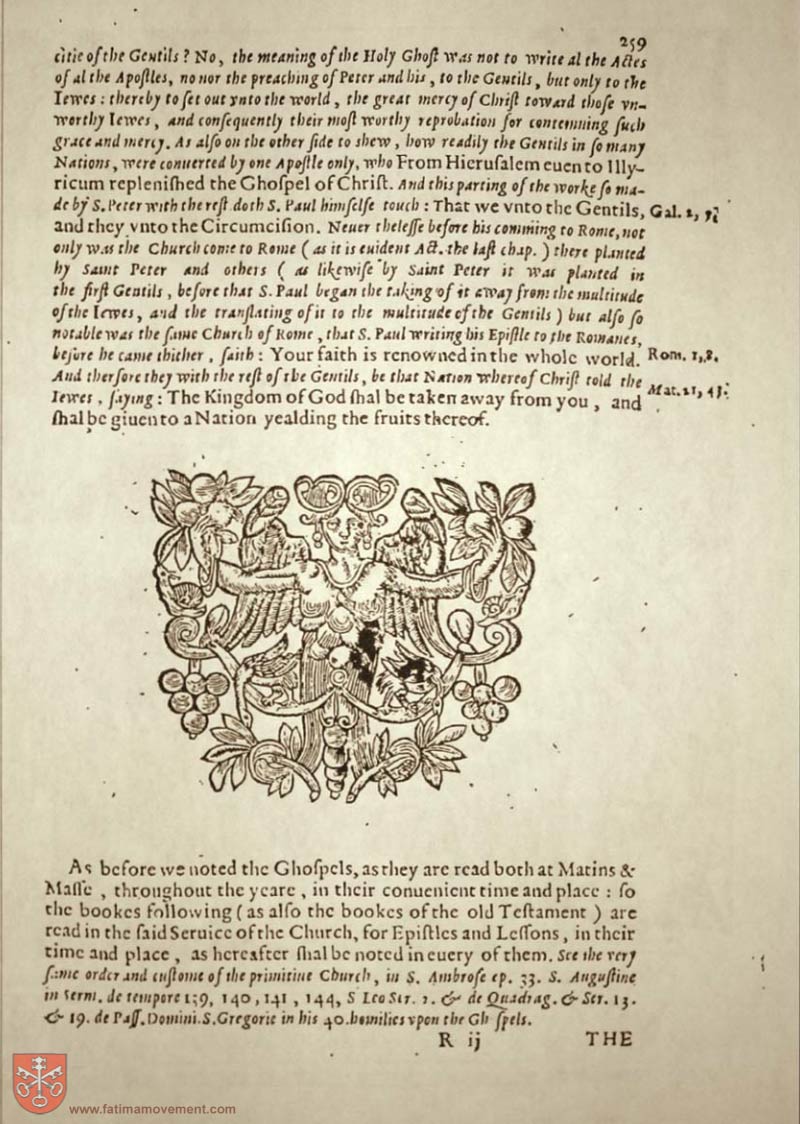 259
citie of the Gentils? No, the meaning of the Holy Ghoſt was not to write al the Actes
of al the Apoſtles, no nor the preaching of Peter and his, to the Gentils, but only to the
Iewes: thereby to ſet out vnto the world, the great mercy of Chriſt toward thoſe vn-
worthy Iewes, and conſequently their moſt worthy reprobation for contemning ſuch
grace and mercy. As alſo on the other ſide to shew, how readily the Gentils in ſo many
Nations, were conuerted by one Apoſtle only, who From Hieruſalem euen to Illy-
ricum repleniſhed the Ghoſpel of Chriſt. And this parting of the worke ſo ma-
de by S. Peter with the reſt doth S. Paul himſelfe touch: That we vnto the Gentils, Gal. 2,
and they vnto the Circumciſion. Neuer theleſſe before his comming to Rome, not
only was the Church come to Rome (as it is euident Act. the laſt chap.) there planted
by Saint Peter and others (as likewiſe by Saint Peter it was planted in
the firſt Gentils, before that S. Paul began the taking of it away from the multitude
of the Iewes, and the tranſlating of it to the multitude of the Gentils) but alſo ſo
notable was the ſame Church of Rome, that S. Paul writing his Epiſtle to the Romanes,
before he came thither, ſaith: Your faith is renowned in the whole world. Rom. 1, 8.
And therfore they with the reſt of the Gentils, be that Nation whereof Chriſt told the
Iewes, ſaying: The Kingdom of God ſhal be taken away from you, and Mat. 21, 43.
ſhal be giuen to a Nation yealding the fruits thereof.
As before we noted the Ghoſpels, as they are read both at Matins &
Maſſe, throughout the yeare, in their conuenient time and place: ſo
the bookes following (as alſo the bookes of the old Teſtament) are
read in the ſaid Seruice of the Church, for Epiſtles and Leſſons, in their
time and place, as hereafter ſhal be noted in euery of them. See the very
ſame order and cuſtome of the primitiue Church, in S. Ambroſe ep. 33. S. Auguſtine
in Serm. de tempore 139, 140, 141, 144, S Leo Ser. 2. & de Quadrag. & Ser. 13.
& 19. de Paſſ. Domini. S. Gregorie in his 40. homilies vpon the Gh ſpels.
R ij THE
www.fatimamovement.com